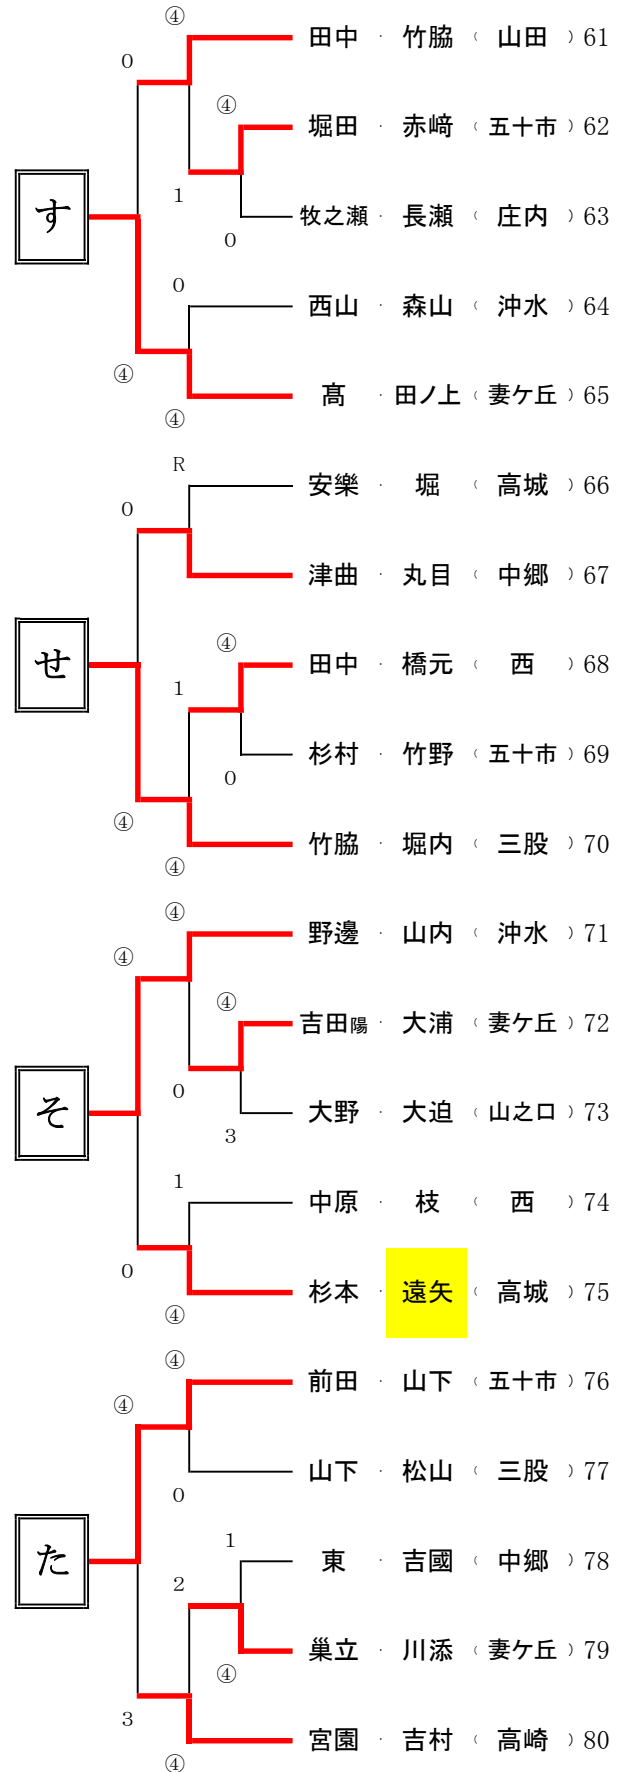 ④
田中 ・ 竹脇 （ 山田 ） 61
0
④
堀田 ・ 赤﨑 （ 五十市 ） 62
1
す
牧之瀬 ・ 長瀬 （ 庄内 ） 63
0
0
西山 ・ 森山 （ 沖水 ） 64
④
髙 ・ 田ノ上 （ 妻ケ丘 ） 65
④
R
安樂 ・ 堀 （ 高城 ） 66
0
津曲 ・ 丸目 （ 中郷 ） 67
④
せ
田中 ・ 橋元 （ 西 ） 68
1
杉村 ・ 竹野 （ 五十市 ） 69
0
④
竹脇 ・ 堀内 （ 三股 ） 70
④
④
野邊 ・ 山内 （ 沖水 ） 71
④
④
吉田陽 ・ 大浦 （ 妻ケ丘 ） 72
0
そ
大野 ・ 大迫 （ 山之口 ） 73
3
1
中原 ・ 枝 （ 西 ） 74
0
杉本 ・ 遠矢 （ 高城 ） 75
④
④
前田 ・ 山下 （ 五十市 ） 76
④
山下 ・ 松山 （ 三股 ） 77
0
1
た
東 ・ 吉國 （ 中郷 ） 78
2
巣立 ・ 川添 （ 妻ケ丘 ） 79
④
3
宮園 ・ 吉村 （ 高崎 ） 80
④